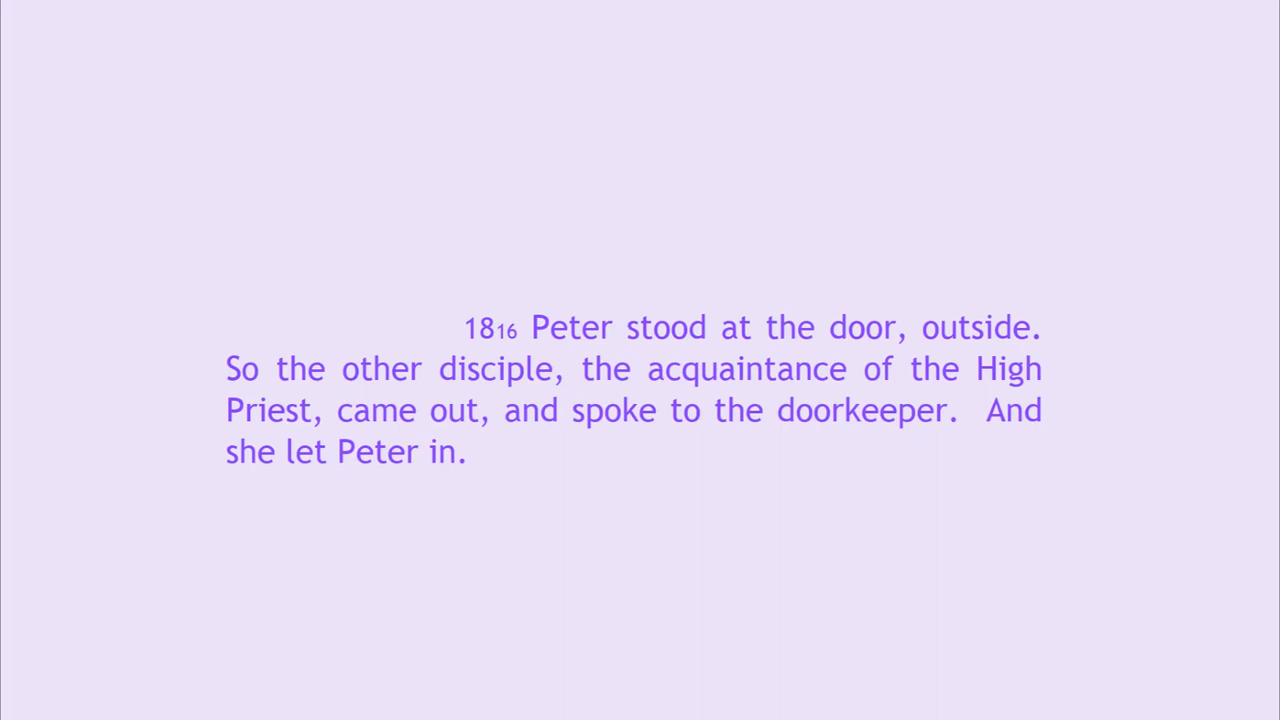 1816 Peter stood at the door, outside.
So the other disciple, the acquaintance of the High
Priest, came out, and spoke to the doorkeeper.  And
she let Peter in.